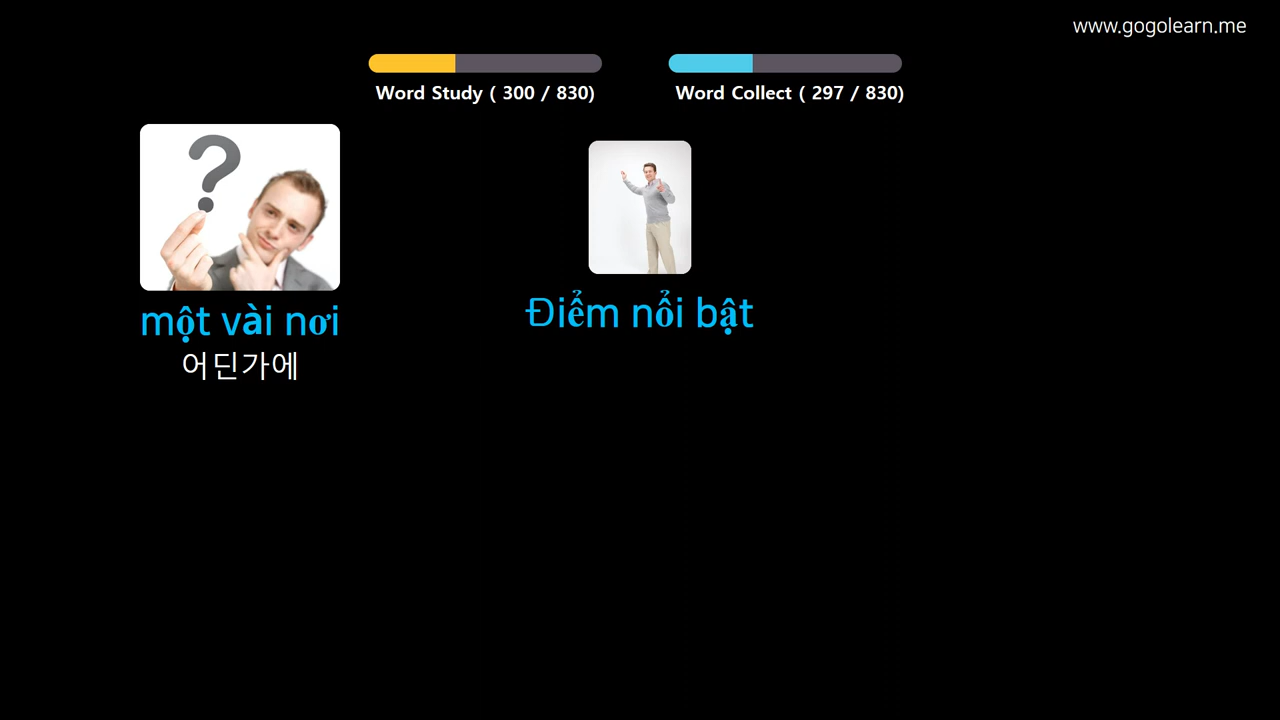 www.gogolearn.me
Word Study ( 300 / 830)
Word Collect ( 297 / 830)
một vài nơi
어딘가에
Điểm nổi bật